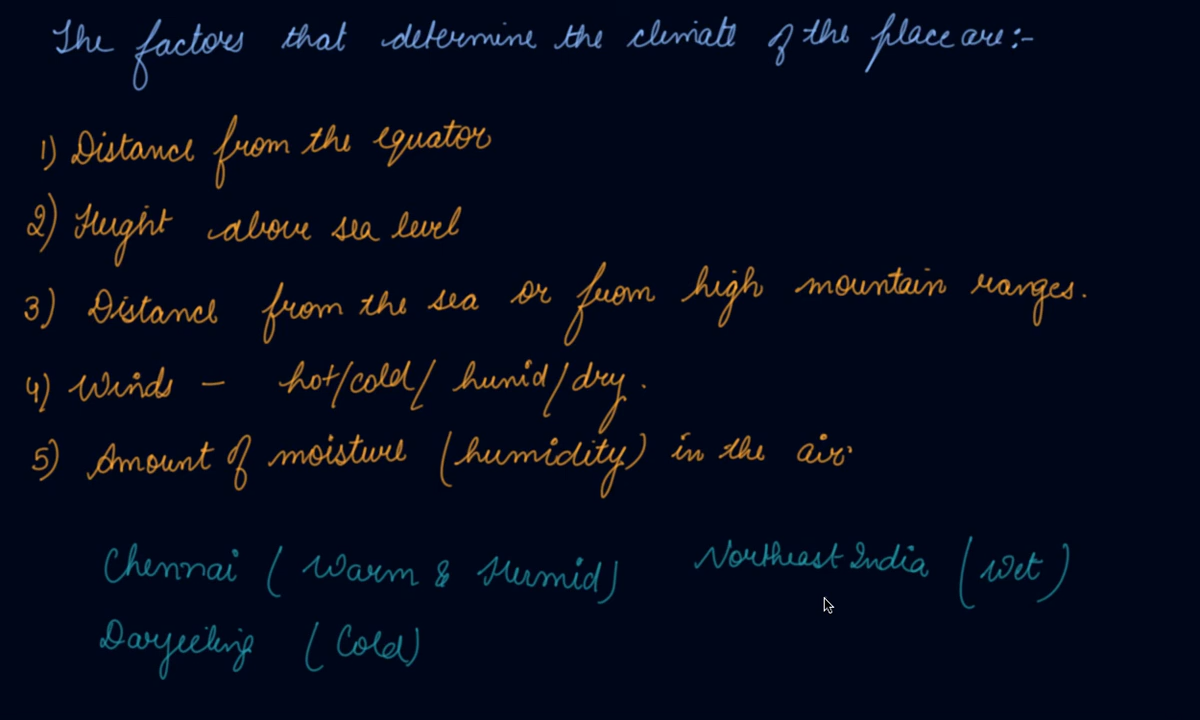 The factors that determine the climate of the place are:-
1) Distance from the equator
2) Height above sea level
3) Distance from the sea or from high mountain ranges.
4) Winds - hot/cold/ humid/dry.
5) Amount of moisture (humidity) in the air
Chennai (Warm & Humid) Northeast India (Wet)
Darjeeling (Cold)